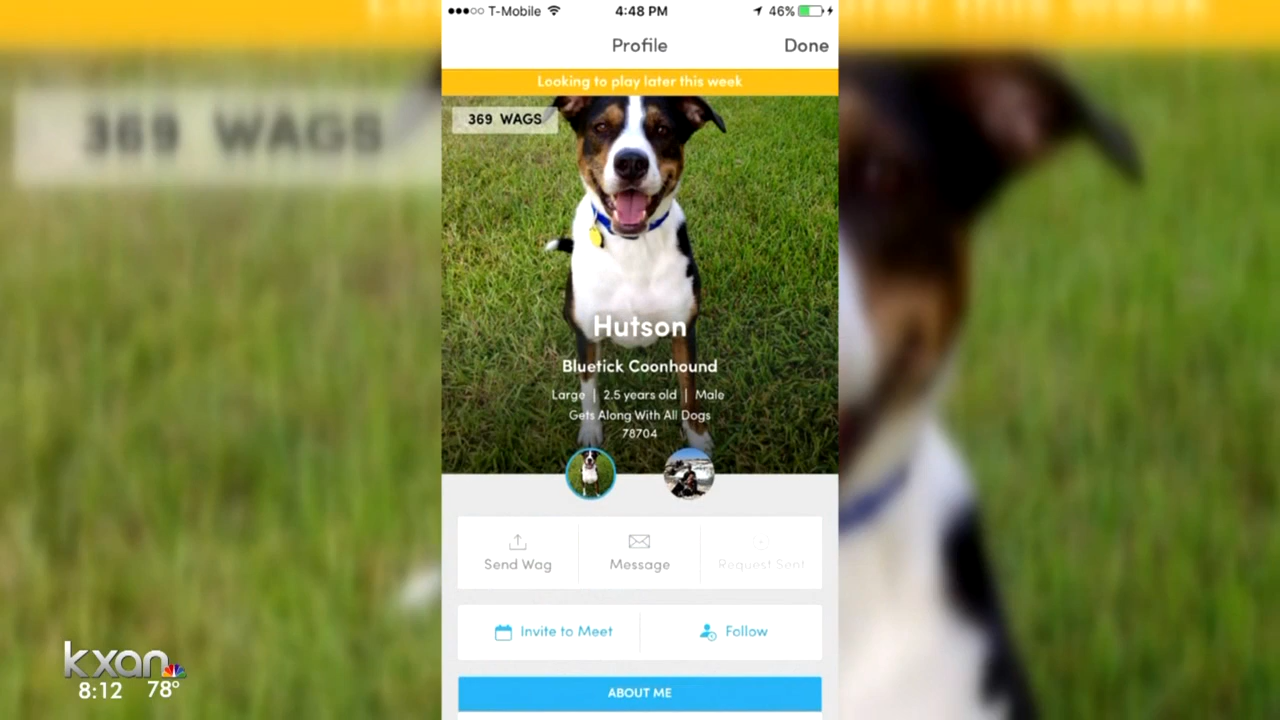 T-Mobile 4:48 PM 46%
Profile Done
Looking to play later this week
369 WAGS
369 WAGS
Hutson
Bluetick Coonhound
Large | 2.5 years old | Male
Gets Along With All Dogs
78704
Send Wag Message Request Sent
Invite to Meet Follow
ABOUT ME
kxan
8:12 78°